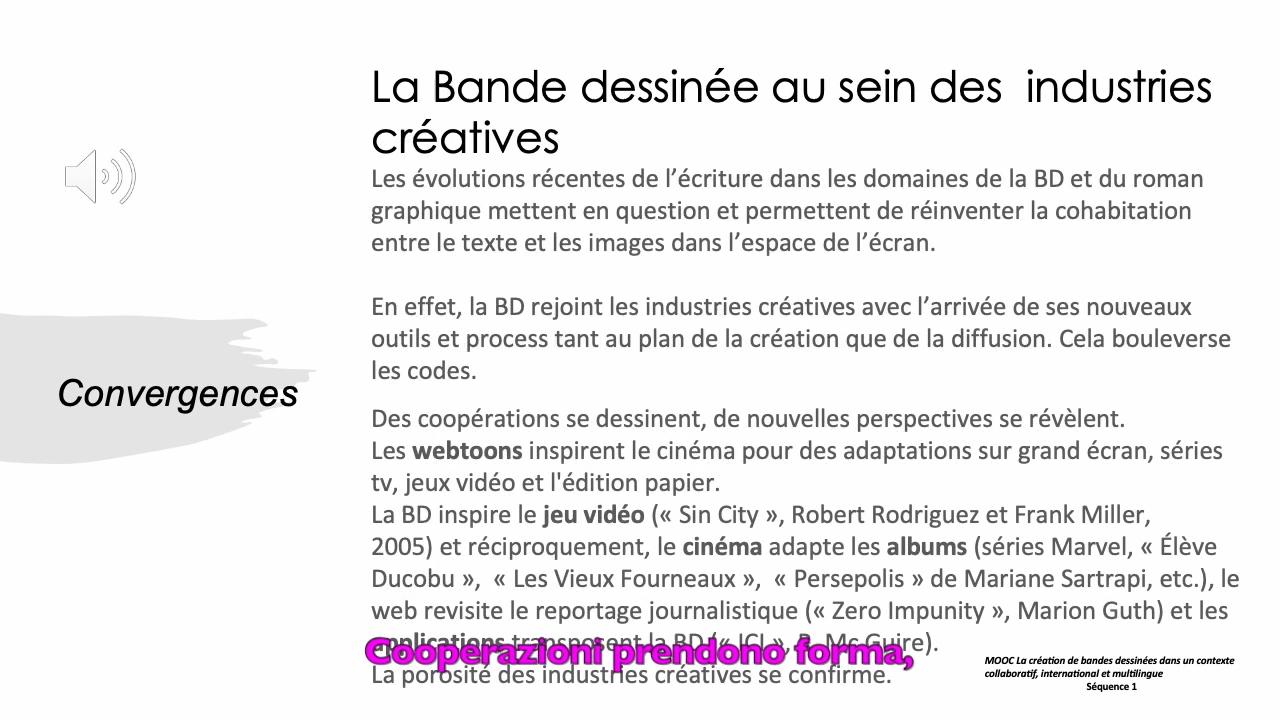 La Bande dessinée au sein des industries
créatives
Les évolutions récentes de l’écriture dans les domaines de la BD et du roman
graphique mettent en question et permettent de réinventer la cohabitation
entre le texte et les images dans l’espace de l’écran.
En effet, la BD rejoint les industries créatives avec l’arrivée de ses nouveaux
outils et process tant au plan de la création que de la diffusion. Cela bouleverse
les codes.
Convergences
Des coopérations se dessinent, de nouvelles perspectives se révèlent.
Les webtoons inspirent le cinéma pour des adaptations sur grand écran, séries
tv, jeux vidéo et l'édition papier.
La BD inspire le jeu vidéo (« Sin City », Robert Rodriguez et Frank Miller,
2005) et réciproquement, le cinéma adapte les albums (séries Marvel, « Élève
Ducobu », « Les Vieux Fourneaux », « Persepolis » de Mariane Sartrapi, etc.), le
web revisite le reportage journalistique (« Zero Impunity », Marion Guth) et les
applications transposent la BD (« ICI », R. Mc Guire).
Cooperazioni prendono forma,
La porosité des industries créatives se confirme.
MOOC La création de bandes dessinées dans un contexte
collaboratif, international et multilingue
Séquence 1